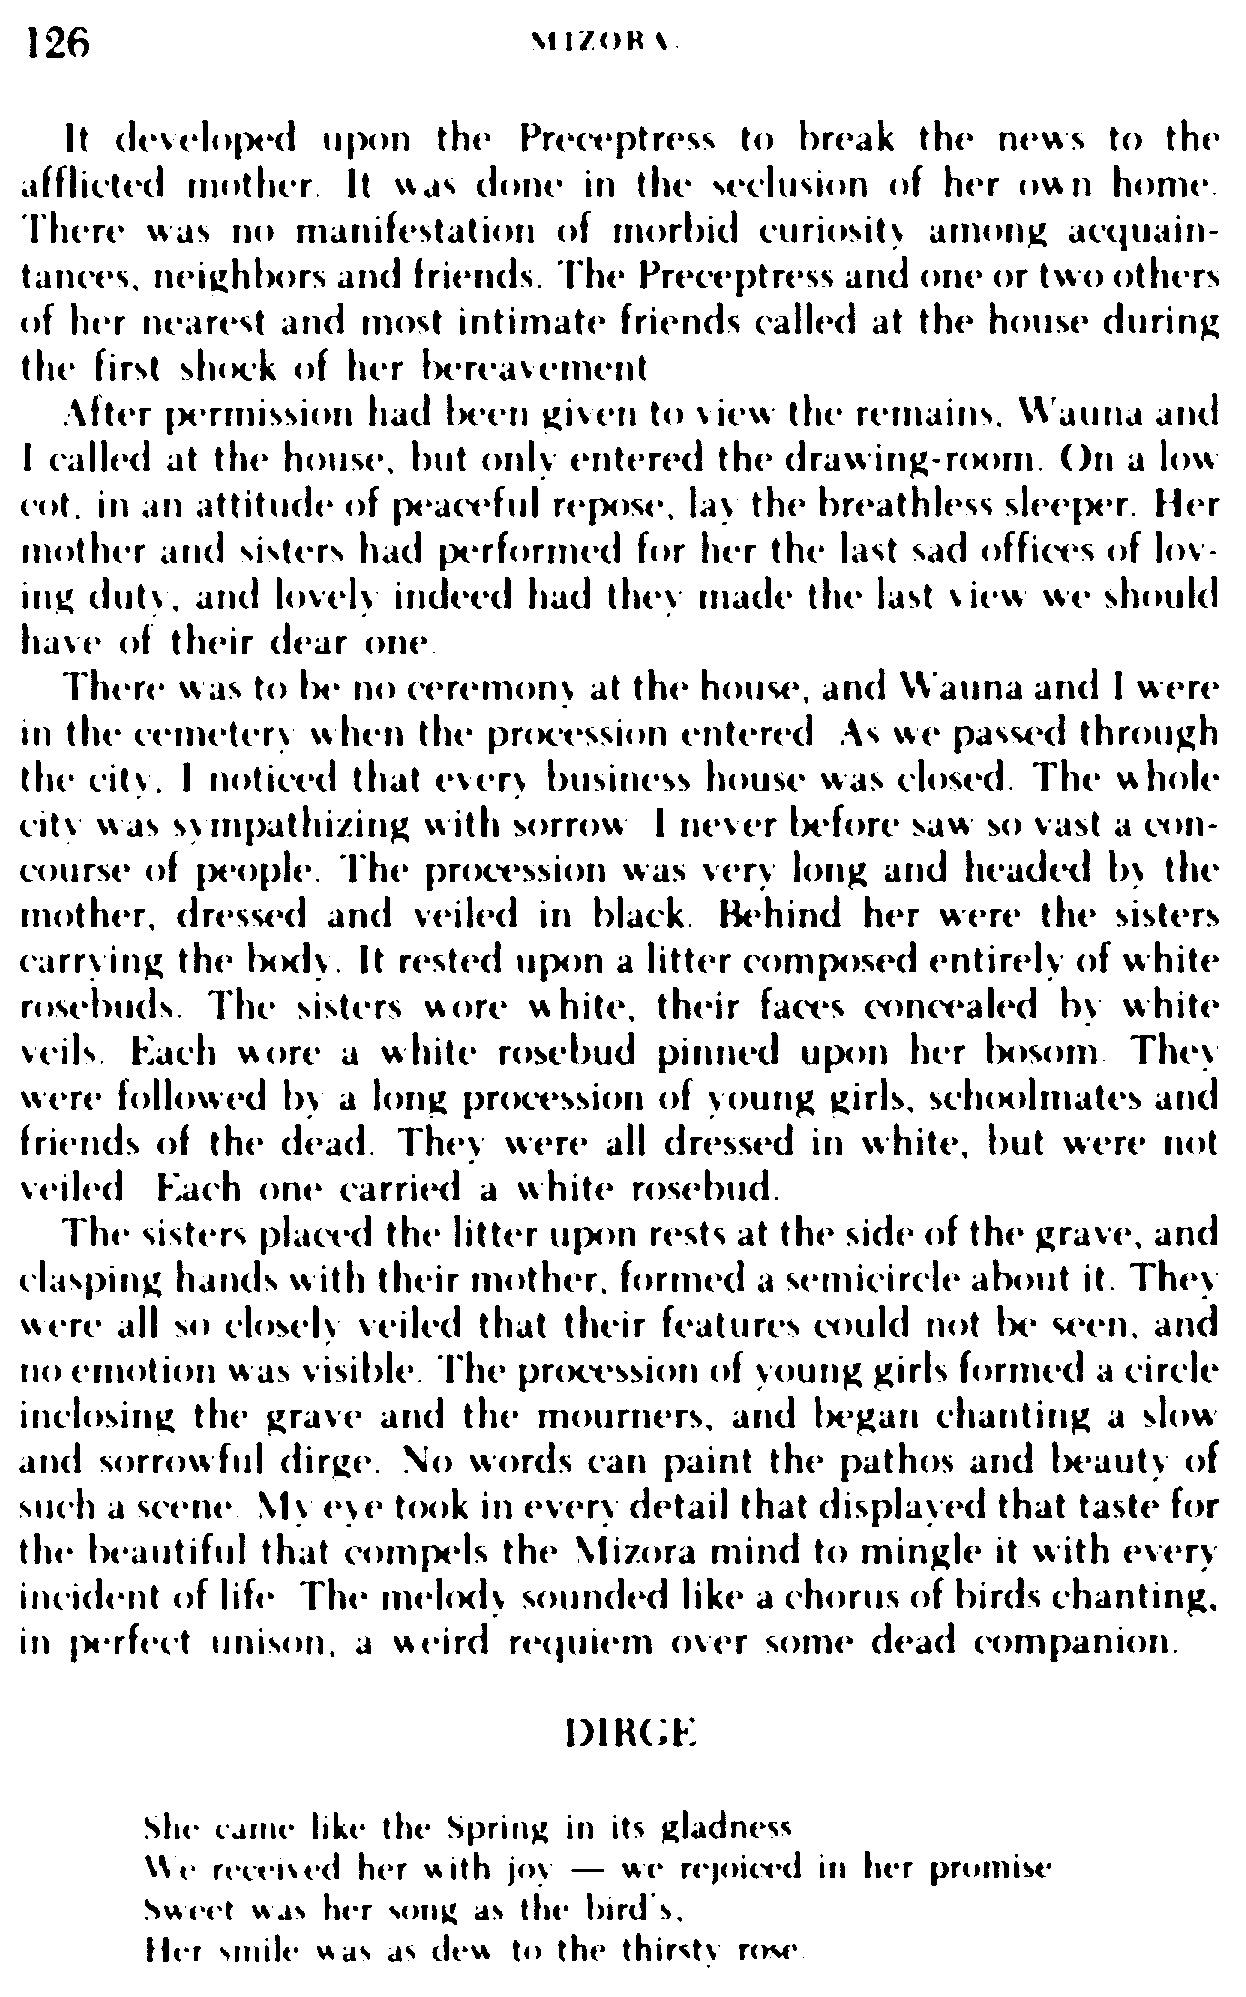 126 MIZORA.
It developed upon the Preceptress to break the news to the
afflicted mother. It was done in the seclusion of her own home.
There was no manifestation of morbid curiosity among acquain-
tances, neighbors and friends. The Preceptress and one or two others
of her nearest and most intimate friends called at the house during
the first shock of her bereavement
After permission had been given to view the remains, Wauna and
I called at the house, but only entered the drawing-room. On a low
cot, in an attitude of peaceful repose, lay the breathless sleeper. Her
mother and sisters had performed for her the last sad offices of lov-
ing duty, and lovely indeed had they made the last view we should
have of their dear one.
There was to be no ceremony at the house, and Wauna and I were
in the cemetery when the procession entered As we passed through
the city, I noticed that every business house was closed. The whole
city was sympathizing with sorrow I never before saw so vast a con-
course of people. The procession was very long and headed by the
mother, dressed and veiled in black. Behind her were the sisters
carrying the body. It rested upon a litter composed entirely of white
rosebuds. The sisters wore white, their faces concealed by white
veils. Each wore a white rosebud pinned upon her bosom. They
were followed by a long procession of young girls, schoolmates and
friends of the dead. They were all dressed in white, but were not
veiled Each one carried a white rosebud.
The sisters placed the litter upon rests at the side of the grave, and
clasping hands with their mother, formed a semicircle about it. They
were all so closely veiled that their features could not be seen, and
no emotion was visible. The procession of young girls formed a circle
inclosing the grave and the mourners, and began chanting a slow
and sorrowful dirge. No words can paint the pathos and beauty of
such a scene. My eye took in every detail that displayed that taste for
the beautiful that compels the Mizora mind to mingle it with every
incident of life The melody sounded like a chorus of birds chanting,
in perfect unison, a weird requiem over some dead companion.
DIRGE
She came like the Spring in its gladness
We received her with joy — we rejoiced in her promise
Sweet was her song as the bird's,
Her smile was as dew to the thirsty rose.